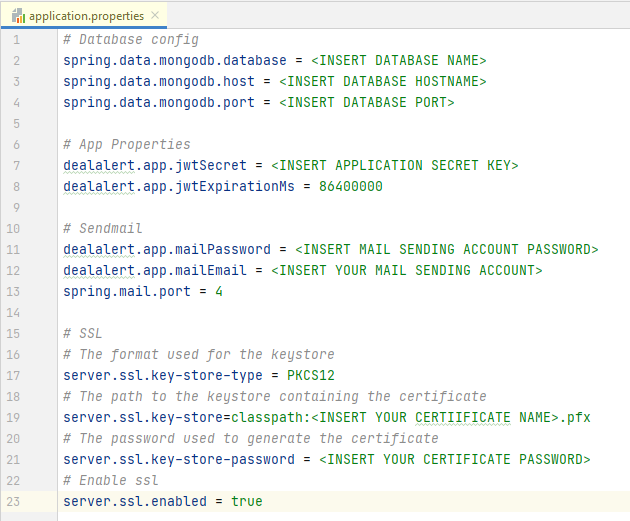 application.properties
1 # Database config
2 spring.data.mongodb.database = <INSERT DATABASE NAME>
3 spring.data.mongodb.host = <INSERT DATABASE HOSTNAME>
4 spring.data.mongodb.port = <INSERT DATABASE PORT>
5
6 # App Properties
7 dealalert.app.jwtSecret = <INSERT APPLICATION SECRET KEY>
8 dealalert.app.jwtExpirationMs = 86400000
9
10 # Sendmail
11 dealalert.app.mailPassword = <INSERT MAIL SENDING ACCOUNT PASSWORD>
12 dealalert.app.mailEmail = <INSERT YOUR MAIL SENDING ACCOUNT>
13 spring.mail.port = 4
14
15 # SSL
16 # The format used for the keystore
17 server.ssl.key-store-type = PKCS12
18 # The path to the keystore containing the certificate
19 server.ssl.key-store=classpath:<INSERT YOUR CERTIIFICATE NAME>.pfx
20 # The password used to generate the certificate
21 server.ssl.key-store-password = <INSERT YOUR CERTIFICATE PASSWORD>
22 # Enable ssl
23 server.ssl.enabled = true